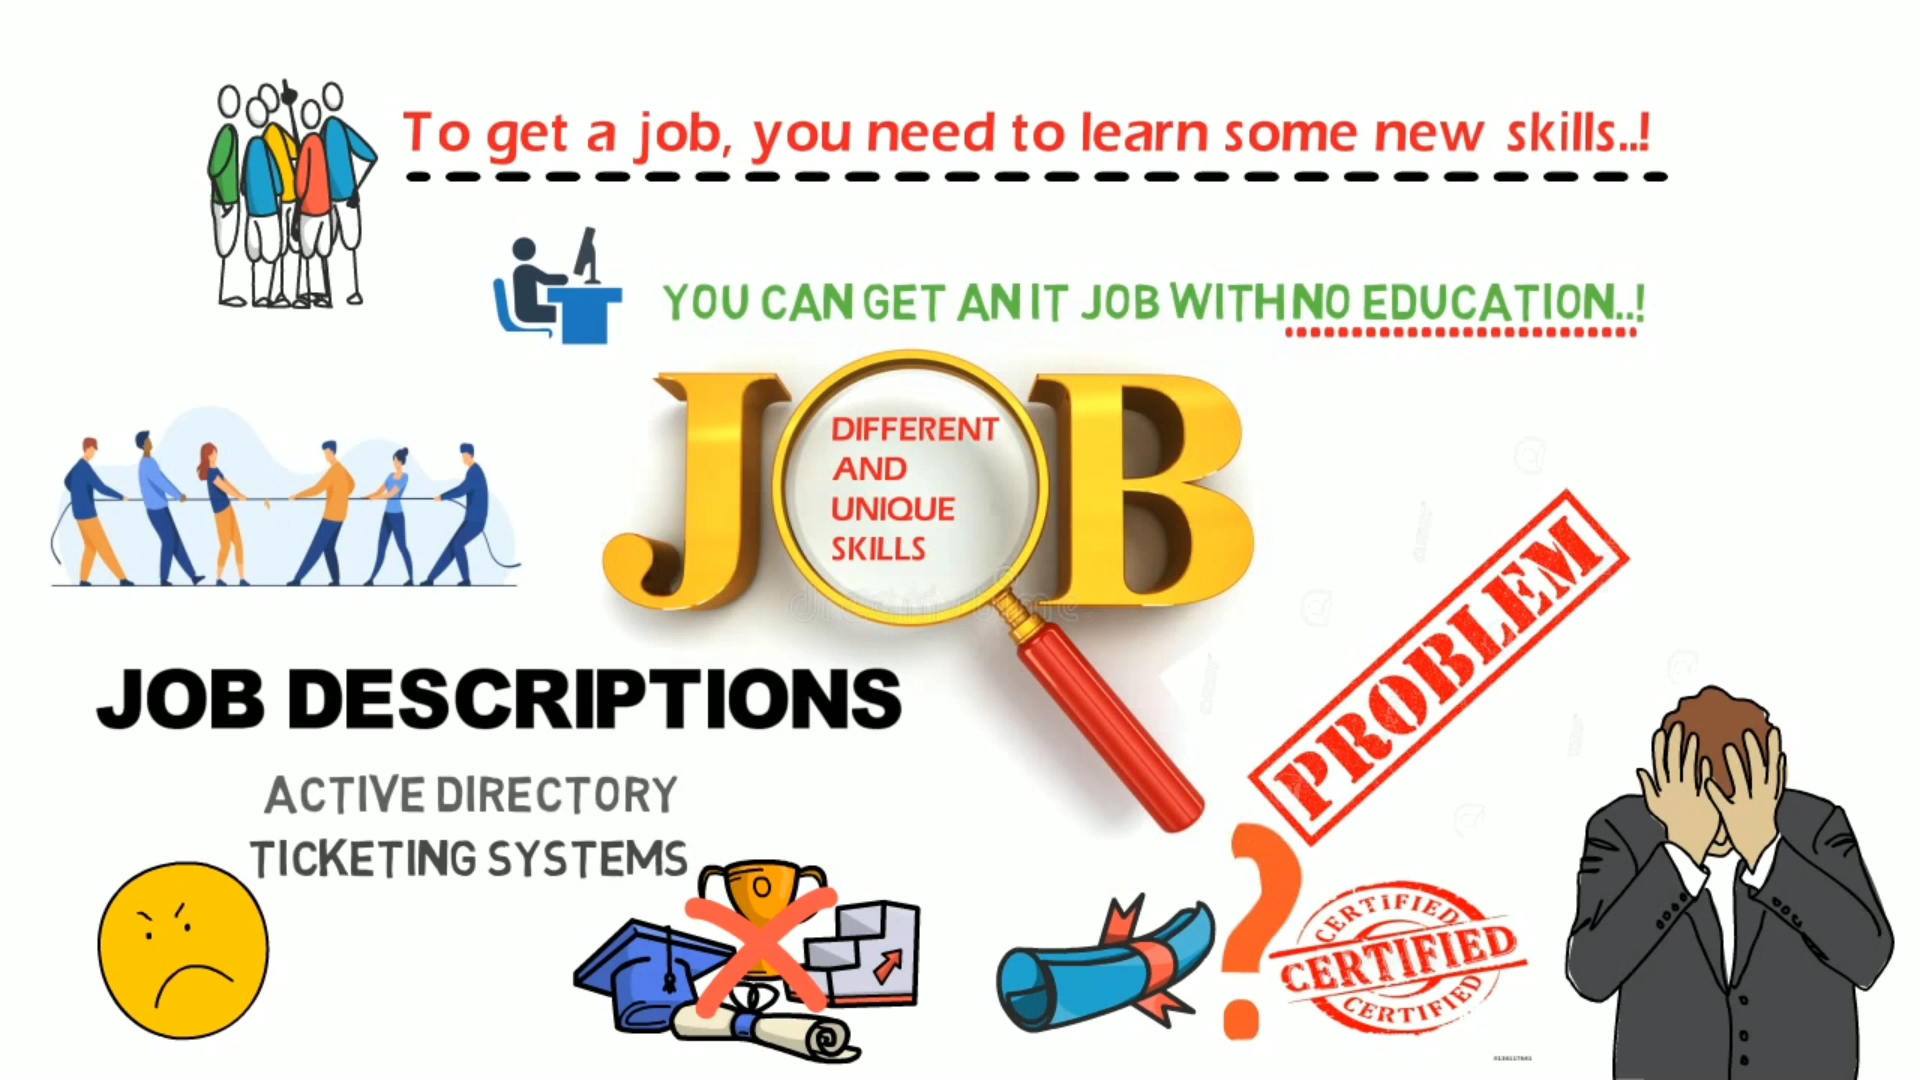 To get a job, you need to learn some new skills..!
YOU CAN GET AN IT JOB WITH NO EDUCATION..!
JOB
DIFFERENT
AND
UNIQUE
SKILLS
PROBLEM
JOB DESCRIPTIONS
ACTIVE DIRECTORY
TICKETING SYSTEMS
?
CERTIFIED
CERTIFIED
CERTIFIED